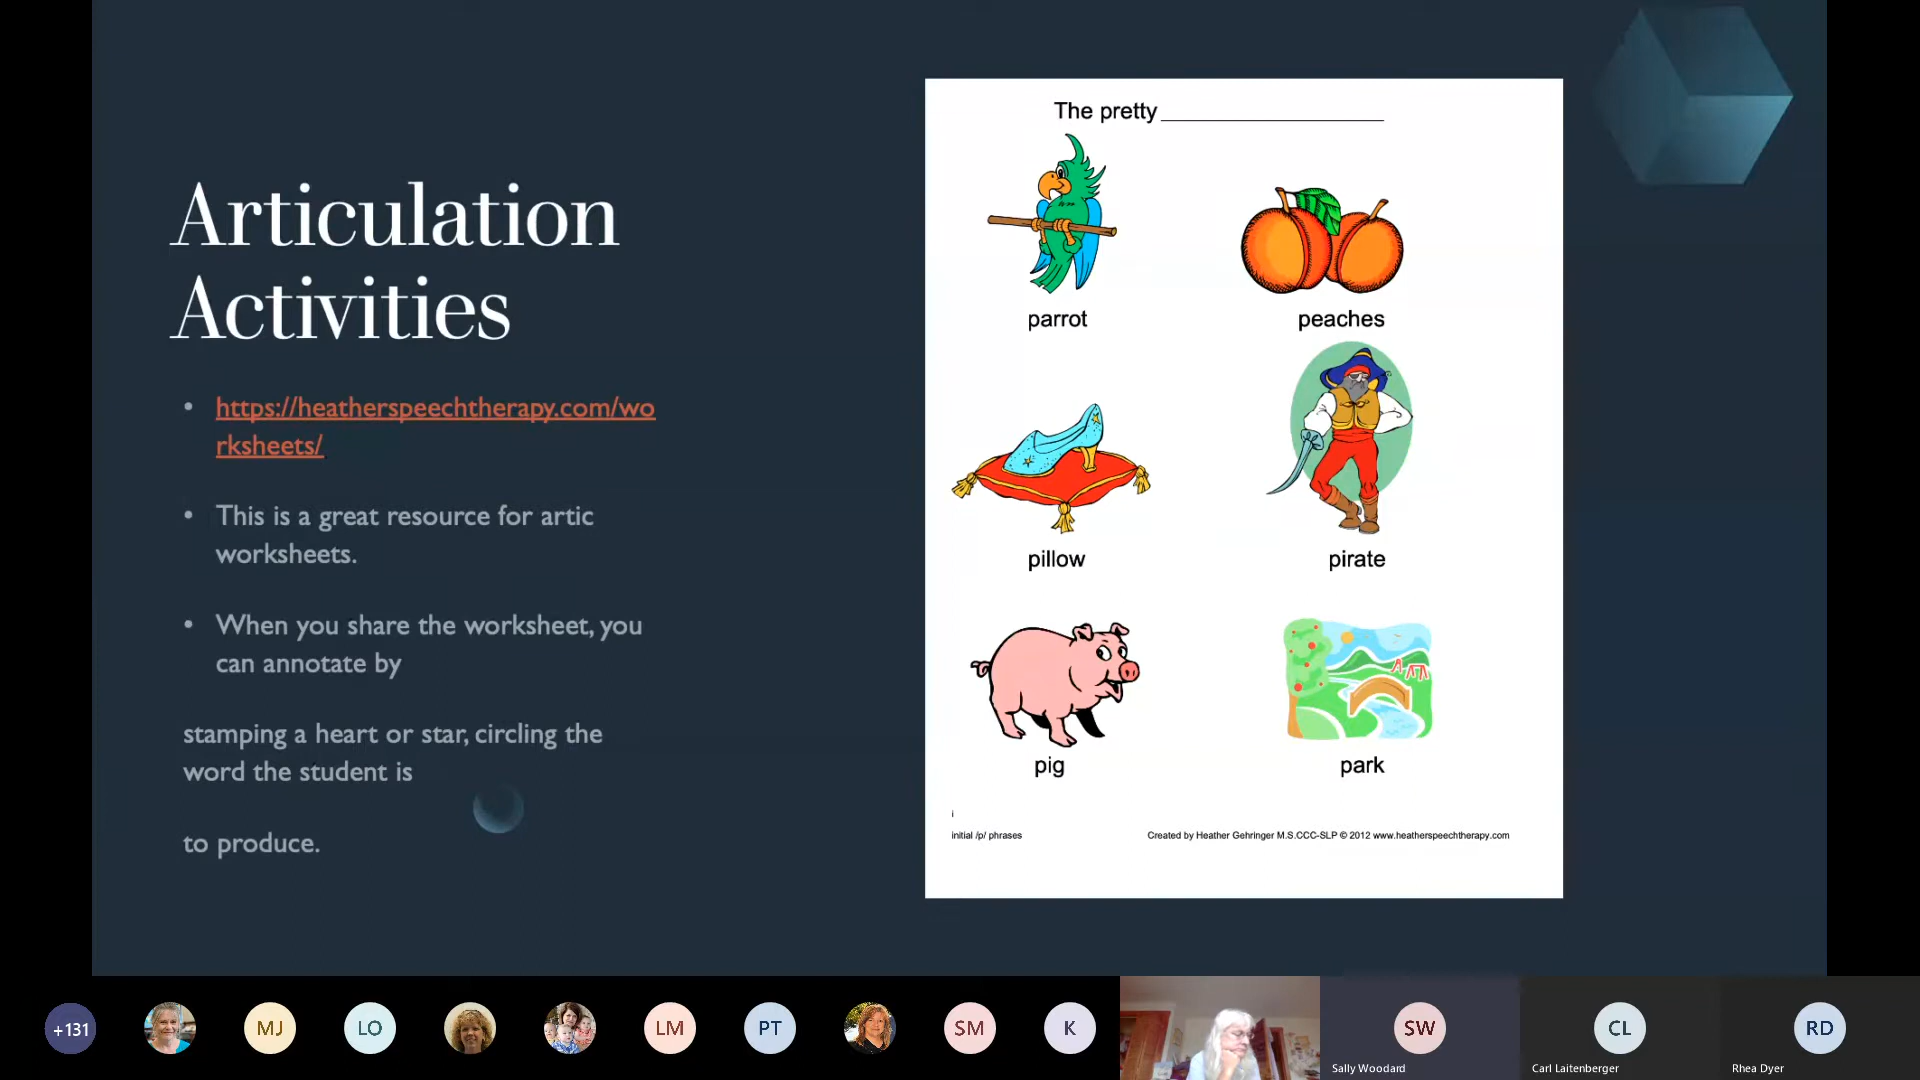 Articulation
Activities
• https://heatherspeechtherapy.com/wo
rksheets/
• This is a great resource for artic
worksheets.
• When you share the worksheet, you
can annotate by
stamping a heart or star, circling the
word the student is
to produce.
The pretty ____________________
parrot peaches
pillow pirate
pig park
i
initial /p/ phrases Created by Heather Gehringer M.S.CCC-SLP © 2012 www.heatherspeechtherapy.com
+131 MJ LO LM PT SM K SW CL RD
Sally Woodard Carl Laitenberger Rhea Dyer